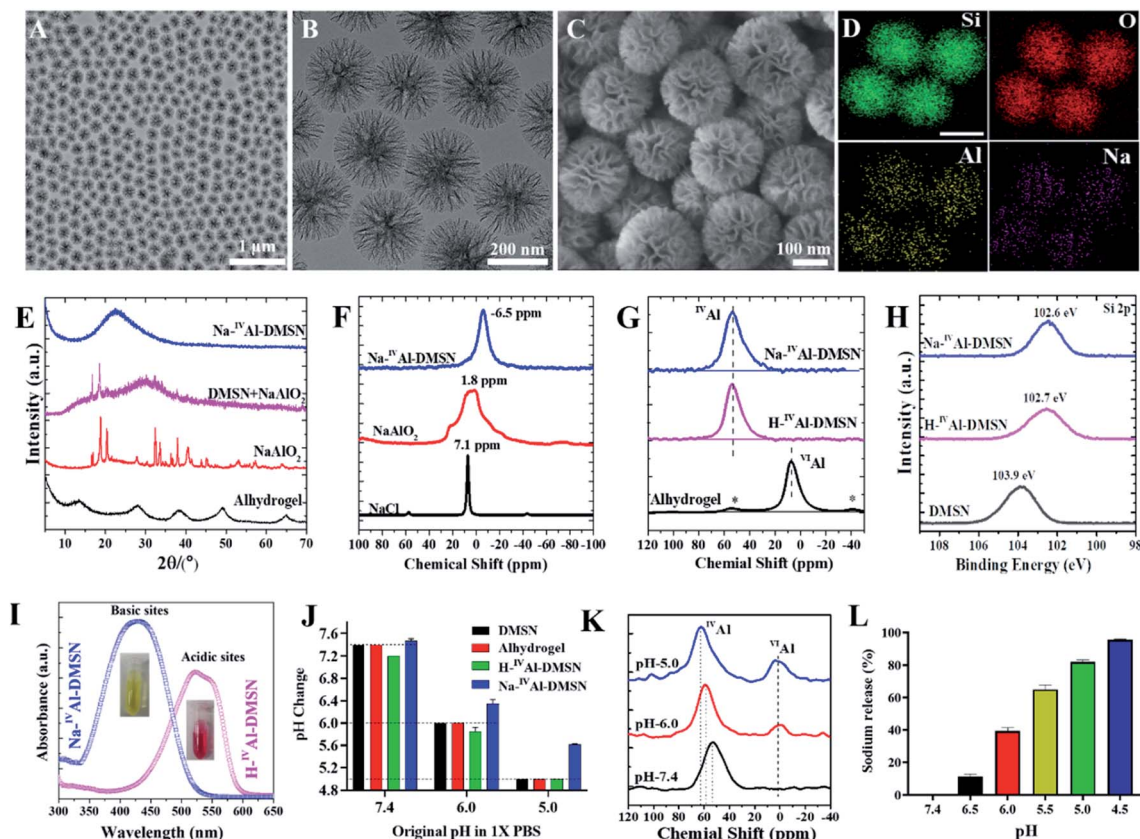 A
B
C
D
Si
O
1 µm
200 nm
100 nm
Al
Na
E
Na-IVAl-DMSN
DMSN+NaAlO2
NaAlO2
Alhydrogel
Intensity (a.u.)
10 20 30 40 50 60 70
2θ/(°)
F
-6.5 ppm
Na-IVAl-DMSN
1.8 ppm
NaAlO2
7.1 ppm
NaCl
100 80 60 40 20 0 -20 -40 -60 -80 -100
Chemical Shift (ppm)
G
IVAl
Na-IVAl-DMSN
H-IVAl-DMSN
VIAl
Alhydrogel
*
*
120 100 80 60 40 20 0 -20 -40
Chemial Shift (ppm)
H
Si 2p
102.6 eV
Na-IVAl-DMSN
102.7 eV
H-IVAl-DMSN
103.9 eV
DMSN
Intensity (a.u.)
108 106 104 102 100 98
Binding Energy (eV)
I
Basic sites
Acidic sites
Absorbance (a.u.)
Na-IVAl-DMSN
H-IVAl-DMSN
300 350 400 450 500 550 600 650
Wavelength (nm)
J
DMSN
Alhydrogel
H-IVAl-DMSN
Na-IVAl-DMSN
pH Change
7.6
7.2
6.4
6.0
5.6
5.2
4.8
7.4 6.0 5.0
Original pH in 1X PBS
K
IVAl
VIAl
pH-5.0
pH-6.0
pH-7.4
120 100 80 60 40 20 0 -20 -40
Chemical Shift (ppm)
L
Sodium release (%)
100
80
60
40
20
0
7.4 6.5 6.0 5.5 5.0 4.5
pH